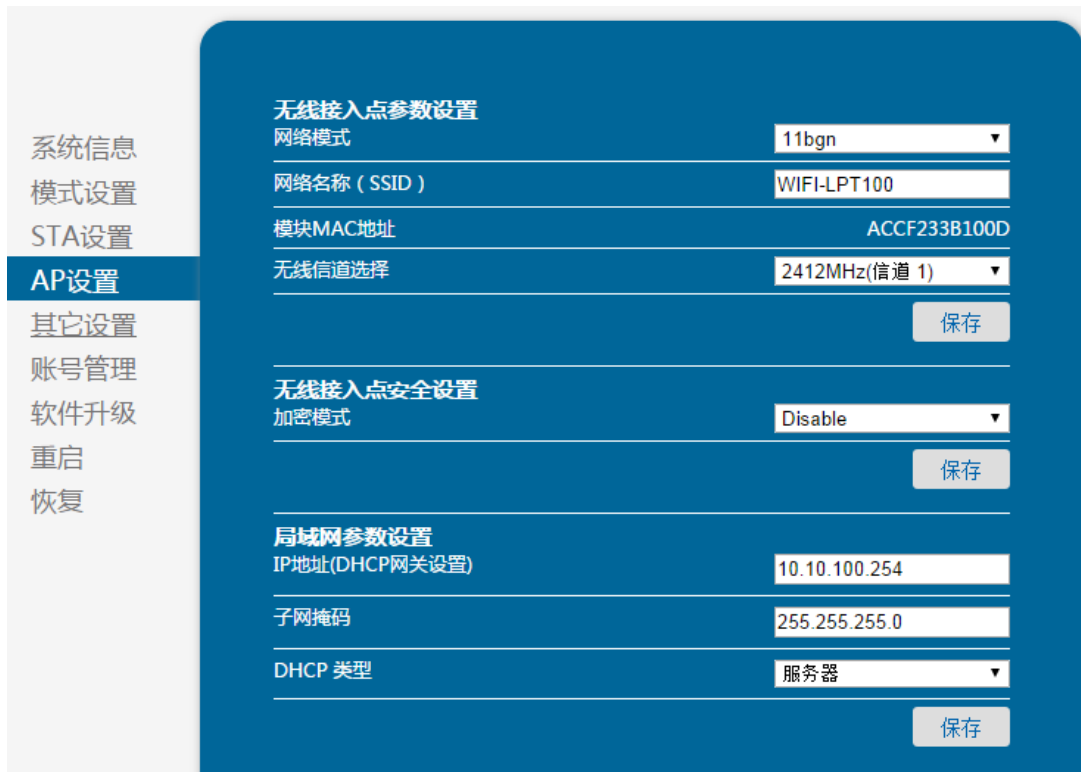 系统信息
模式设置
STA设置
AP设置
其它设置
账号管理
软件升级
重启
恢复
无线接入点参数设置
网络模式 11bgn
网络名称 ( SSID ) WIFI-LPT100
模块MAC地址 ACCF233B100D
无线信道选择 2412MHz(信道 1)
保存
无线接入点安全设置
加密模式 Disable
保存
局域网参数设置
IP地址(DHCP网关设置) 10.10.100.254
子网掩码 255.255.255.0
DHCP 类型 服务器
保存